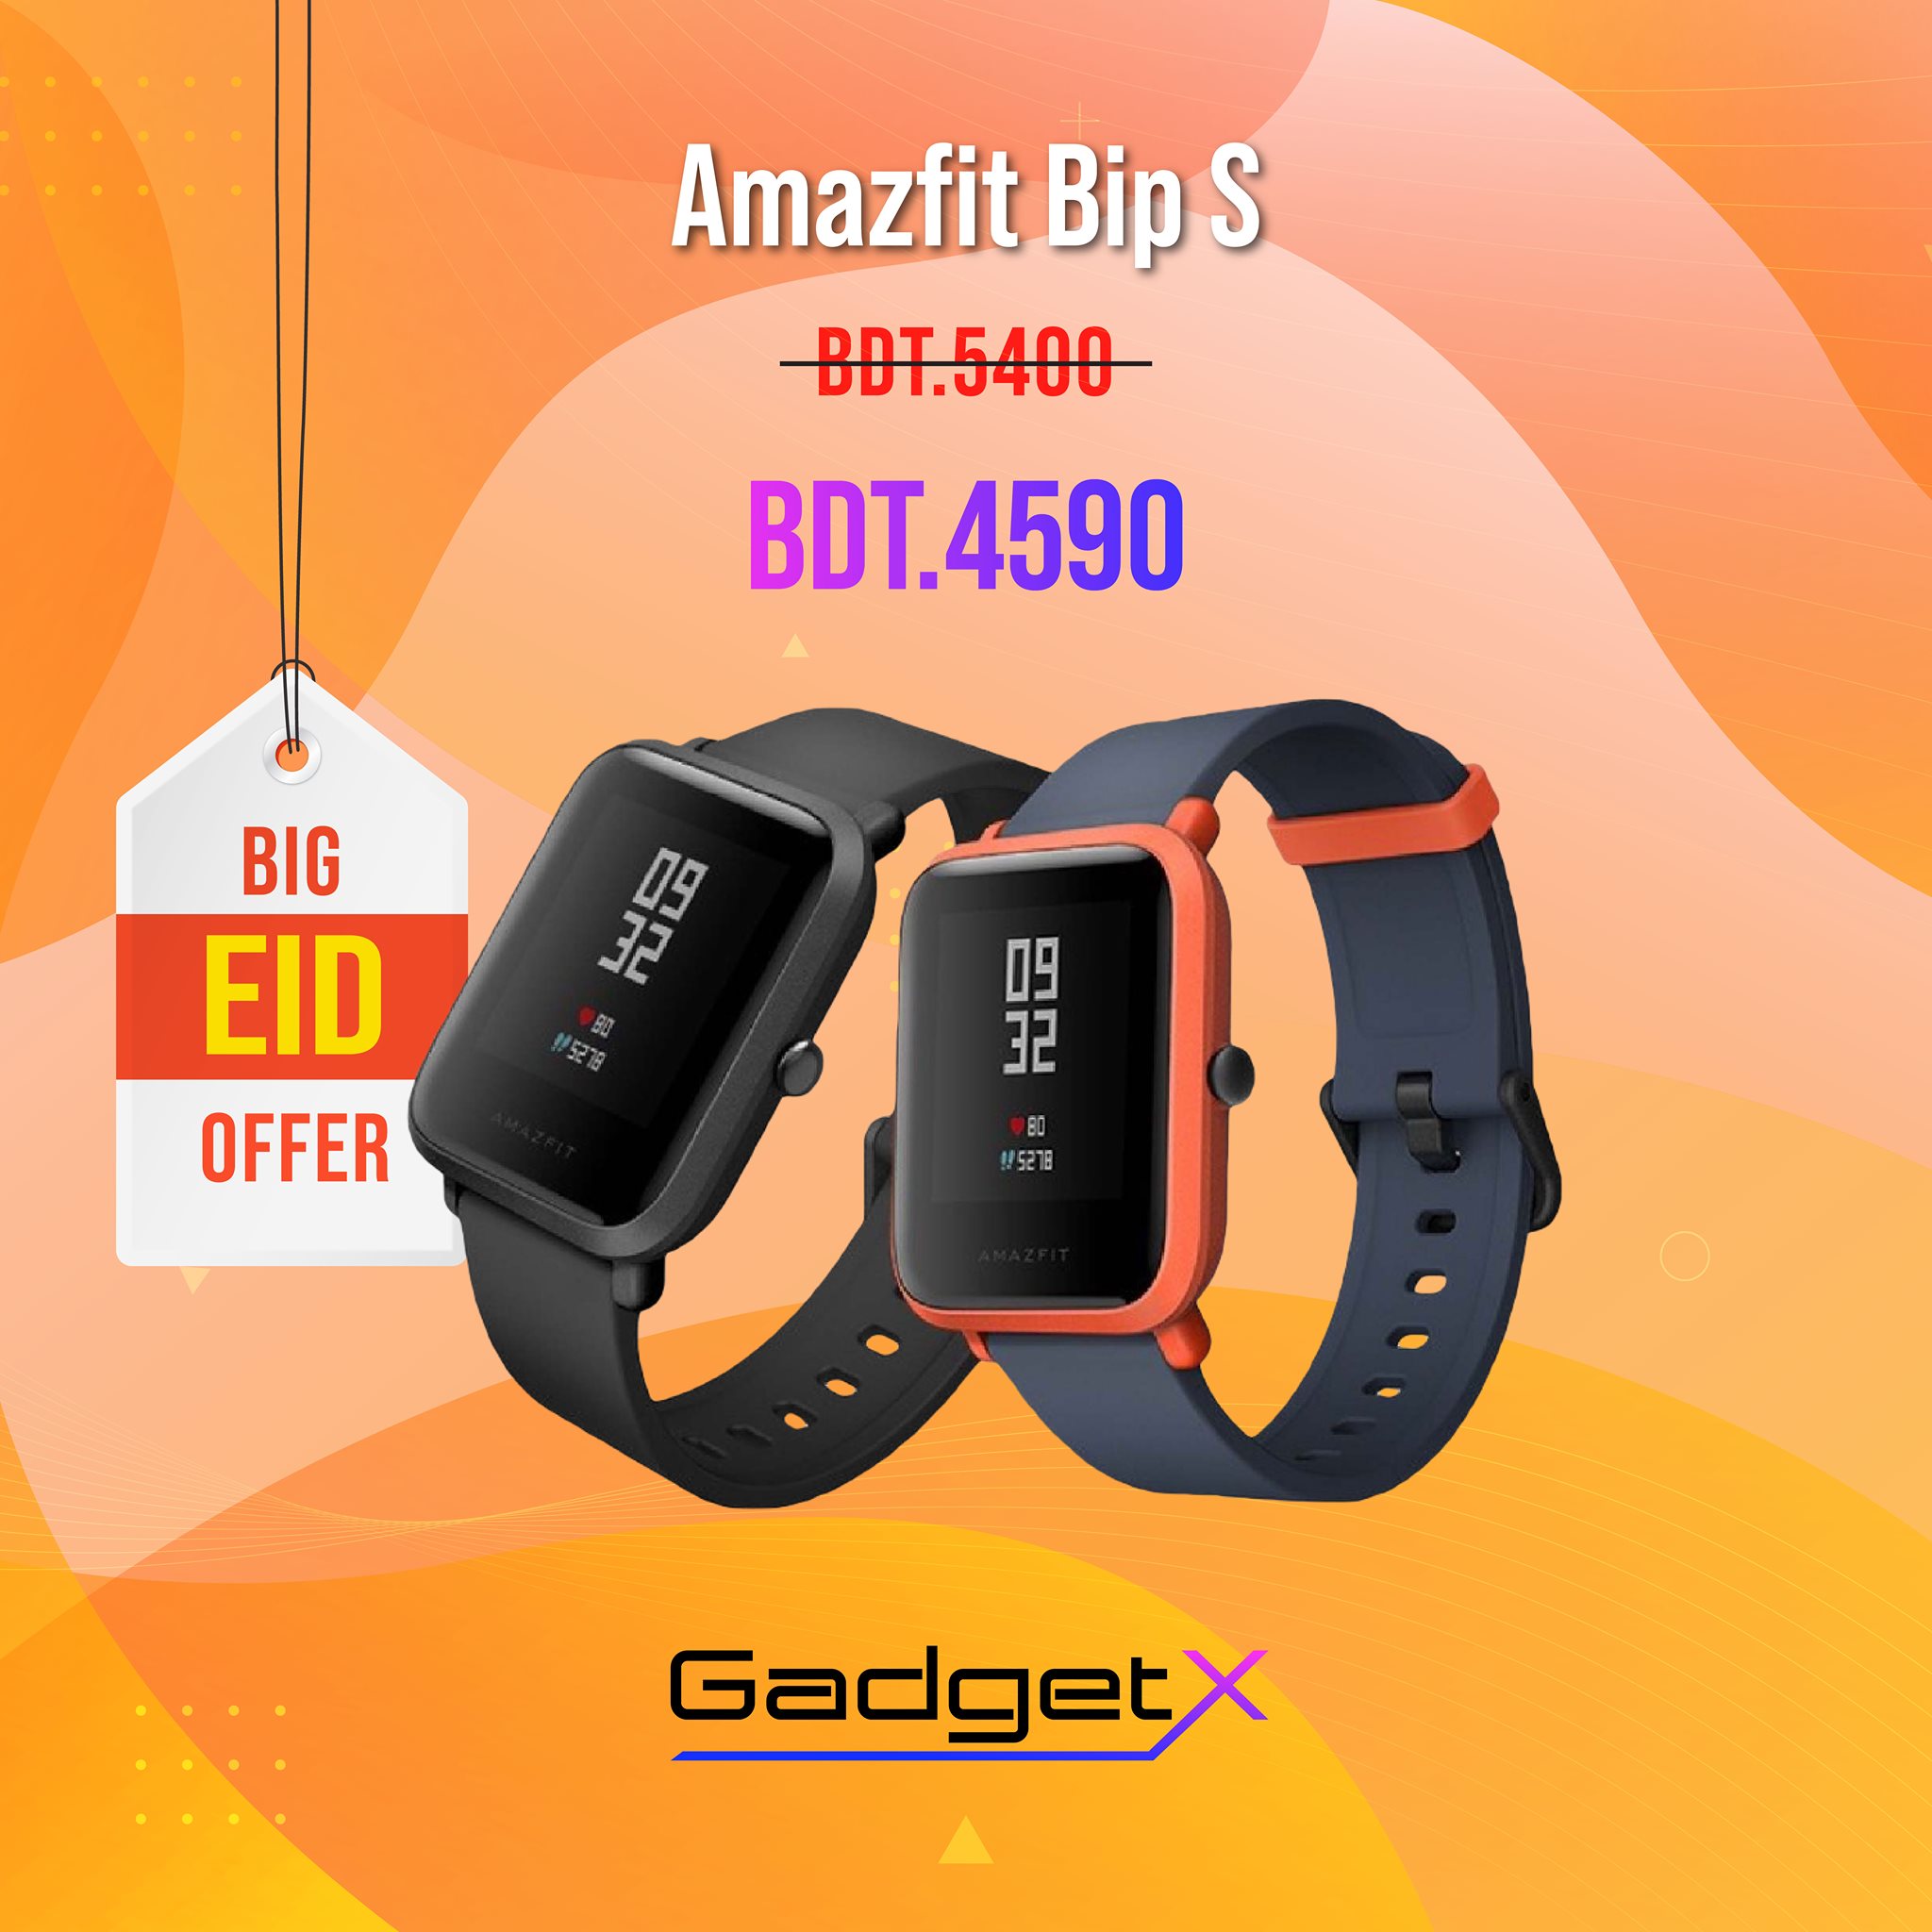 Amazfit Bip S
BDT.5400
BDT.4590
BIG
EID
OFFER
09
32
80
5278
AMAZFIT
09
32
80
5278
AMAZFIT
GadgetX